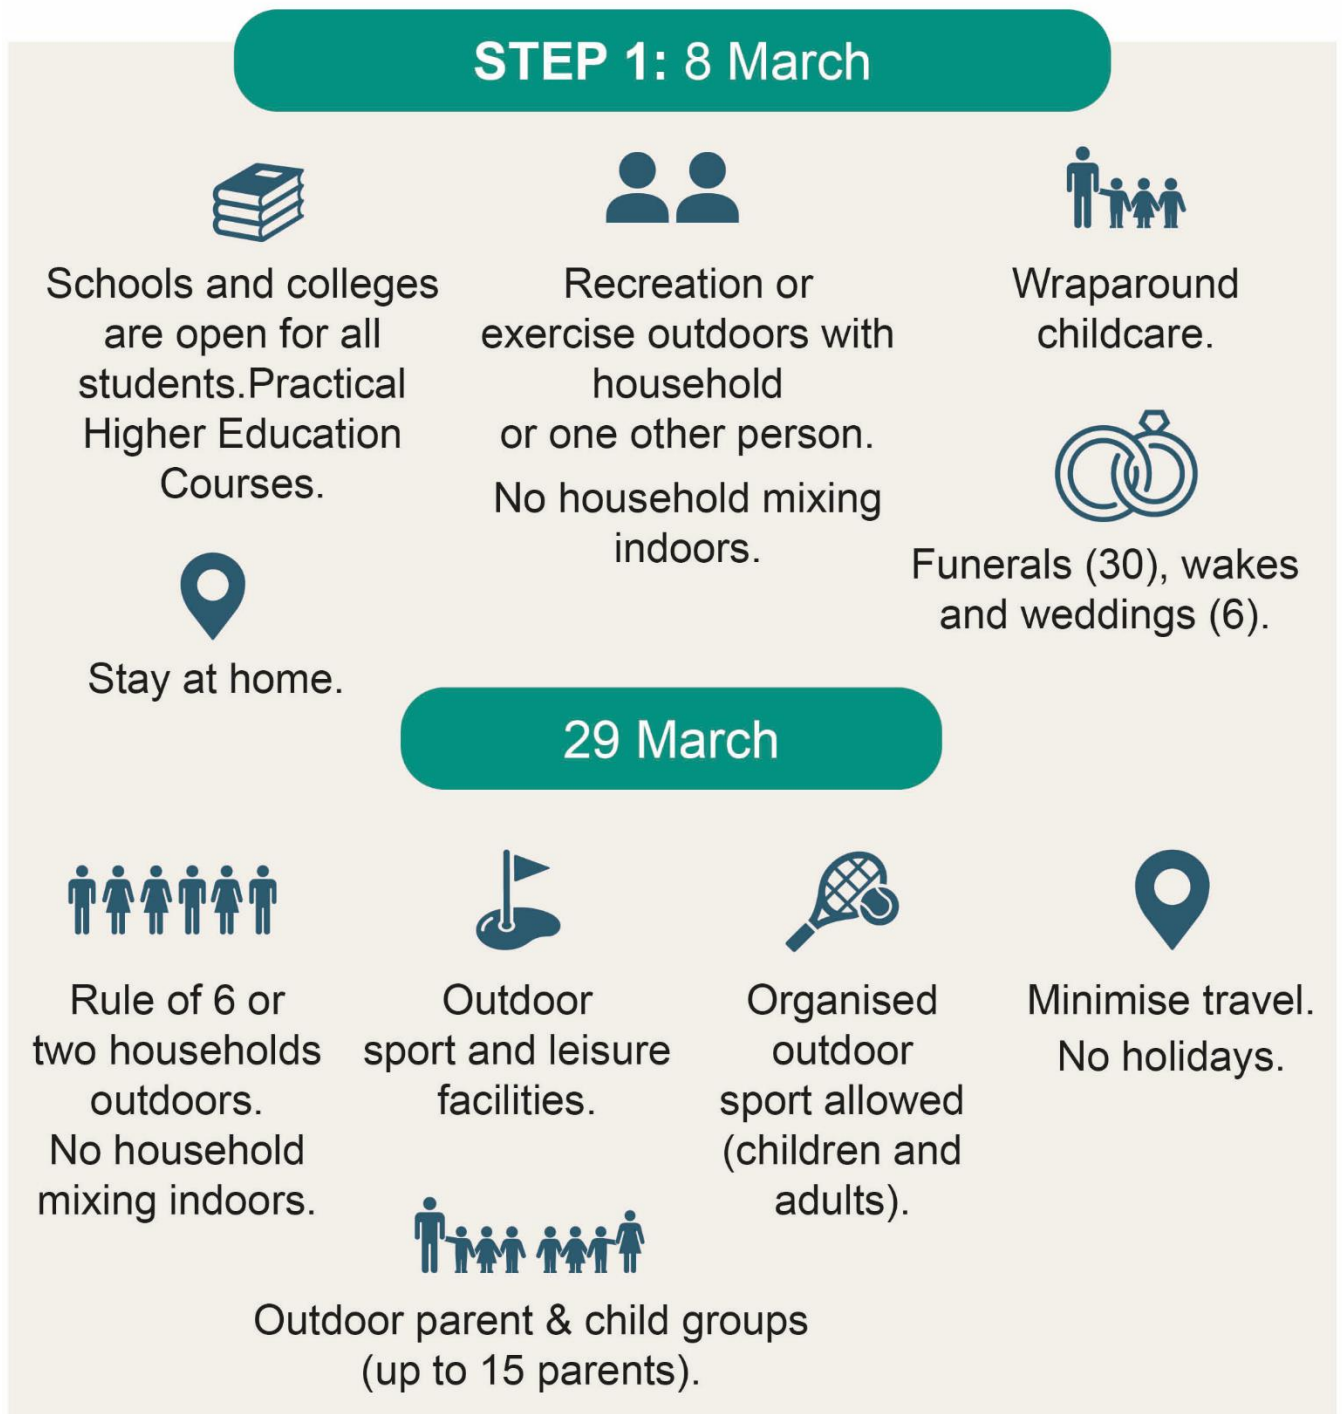 STEP 1: 8 March
Schools and colleges
are open for all
students.Practical
Higher Education
Courses.
Stay at home.
Recreation or
exercise outdoors with
household
or one other person.
No household mixing
indoors.
Wraparound
childcare.
Funerals (30), wakes
and weddings (6).
29 March
Rule of 6 or
two households
outdoors.
No household
mixing indoors.
Outdoor
sport and leisure
facilities.
Organised
outdoor
sport allowed
(children and
adults).
Minimise travel.
No holidays.
Outdoor parent & child groups
(up to 15 parents).